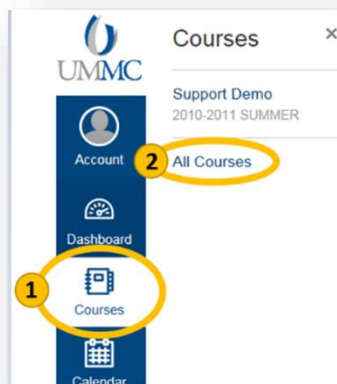 UMMC
Account
Dashboard
1
Courses
Calendar
Courses ×
Support Demo
2010-2011 SUMMER
2
All Courses